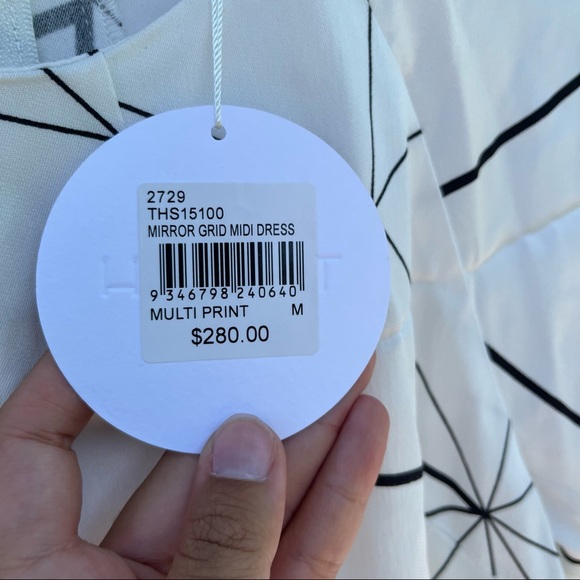 2729
THS15100
MIRROR GRID MIDI DRESS
9 346798 240640
MULTI PRINT M
$280.00